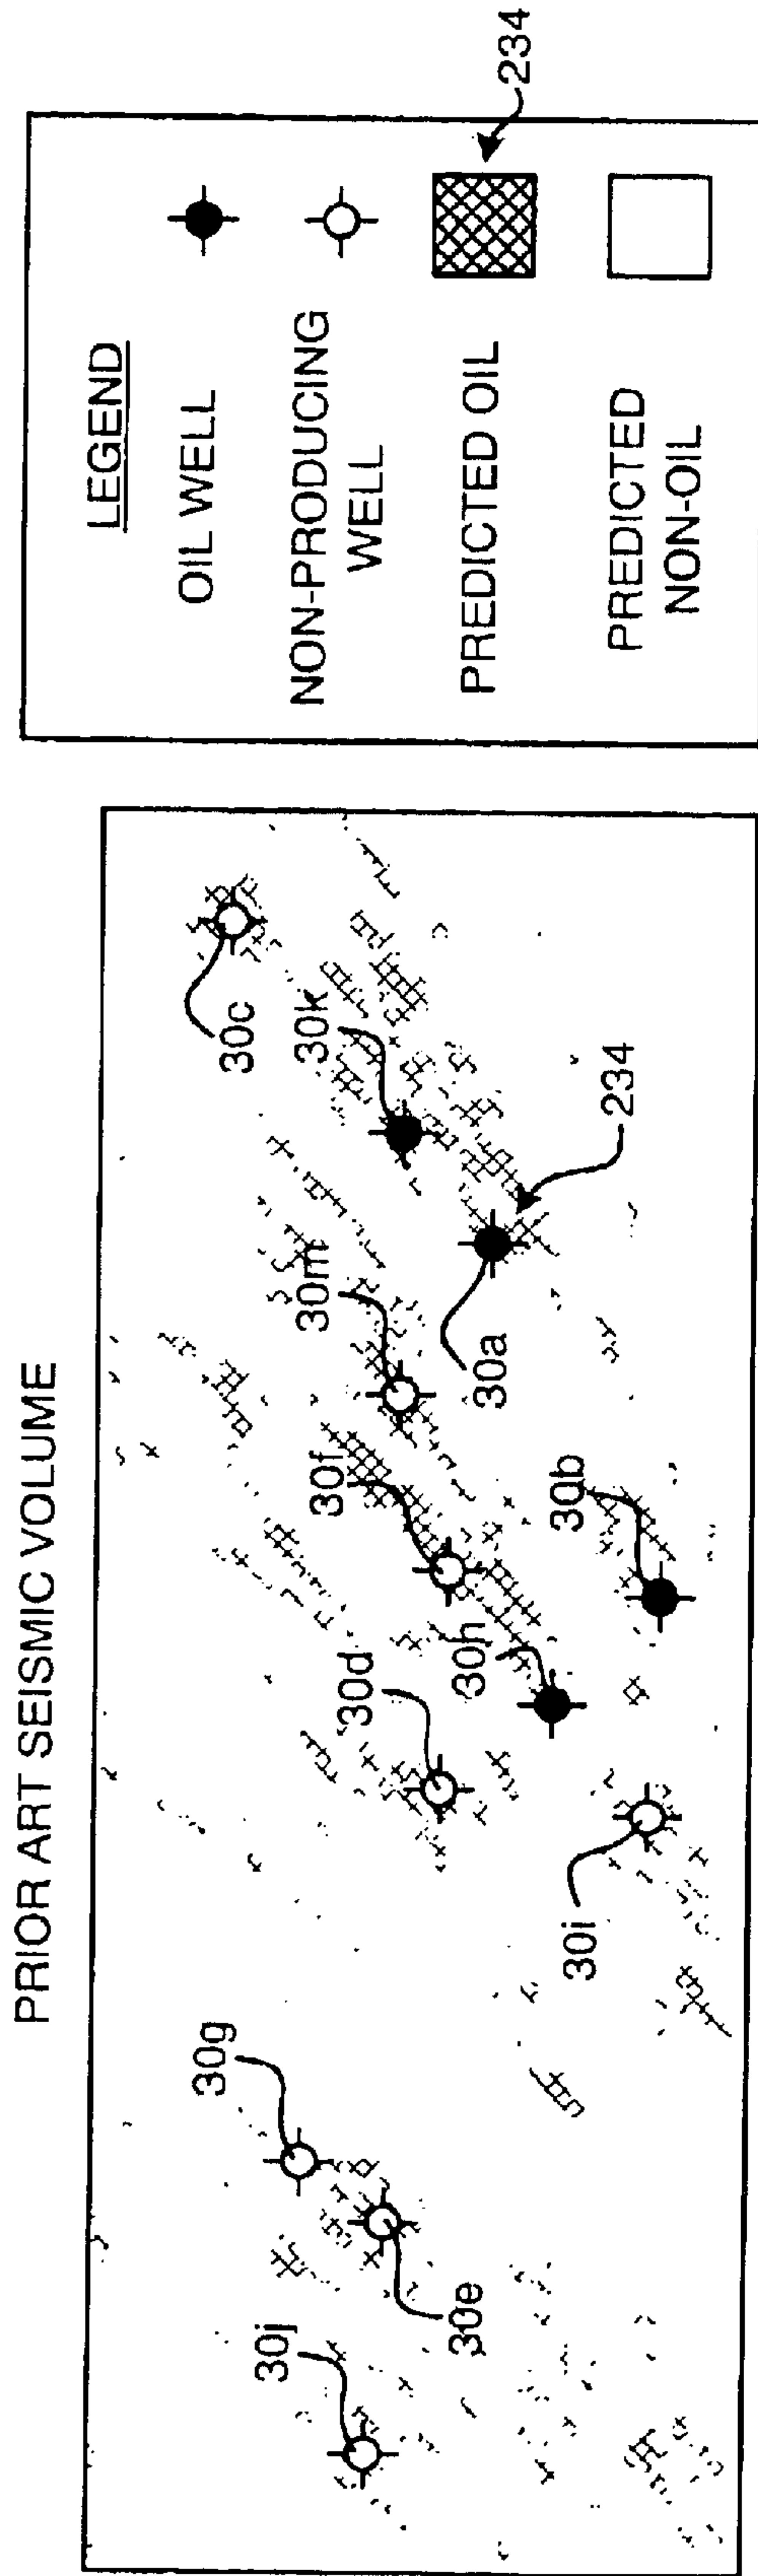 PRIOR ART SEISMIC VOLUME
30j
30e
30g
30i
30d
30h
30f
30b
30m
30a
234
30k
30c
LEGEND
OIL WELL
NON-PRODUCING
WELL
PREDICTED OIL
234
PREDICTED
NON-OIL